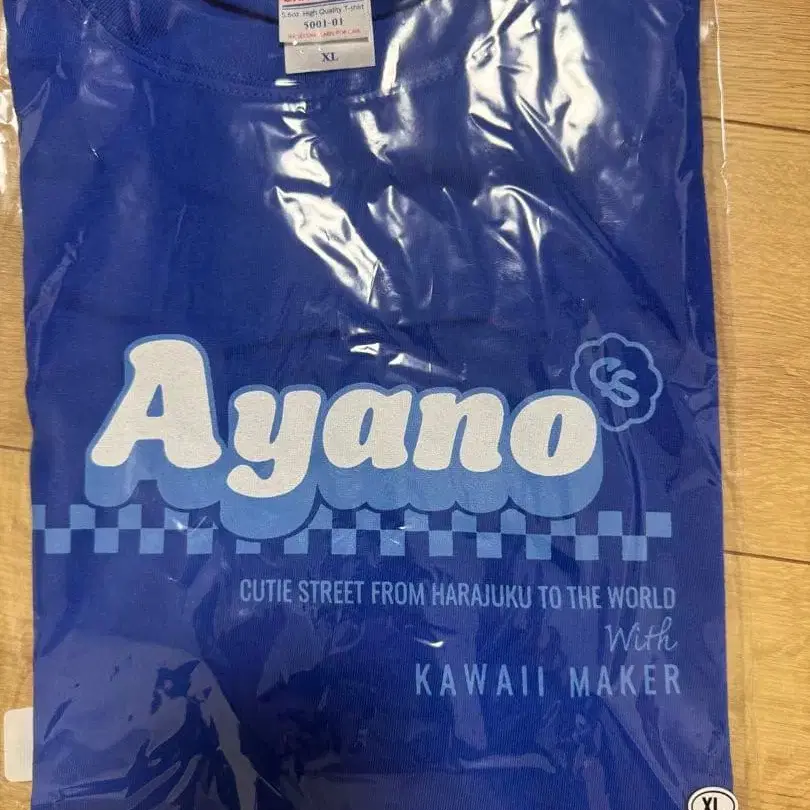 5.6oz High Quality T-shirt
5001-01
XL
CS
Ayano
CUTIE STREET FROM HARAJUKU TO THE WORLD
With
KAWAII MAKER
XL